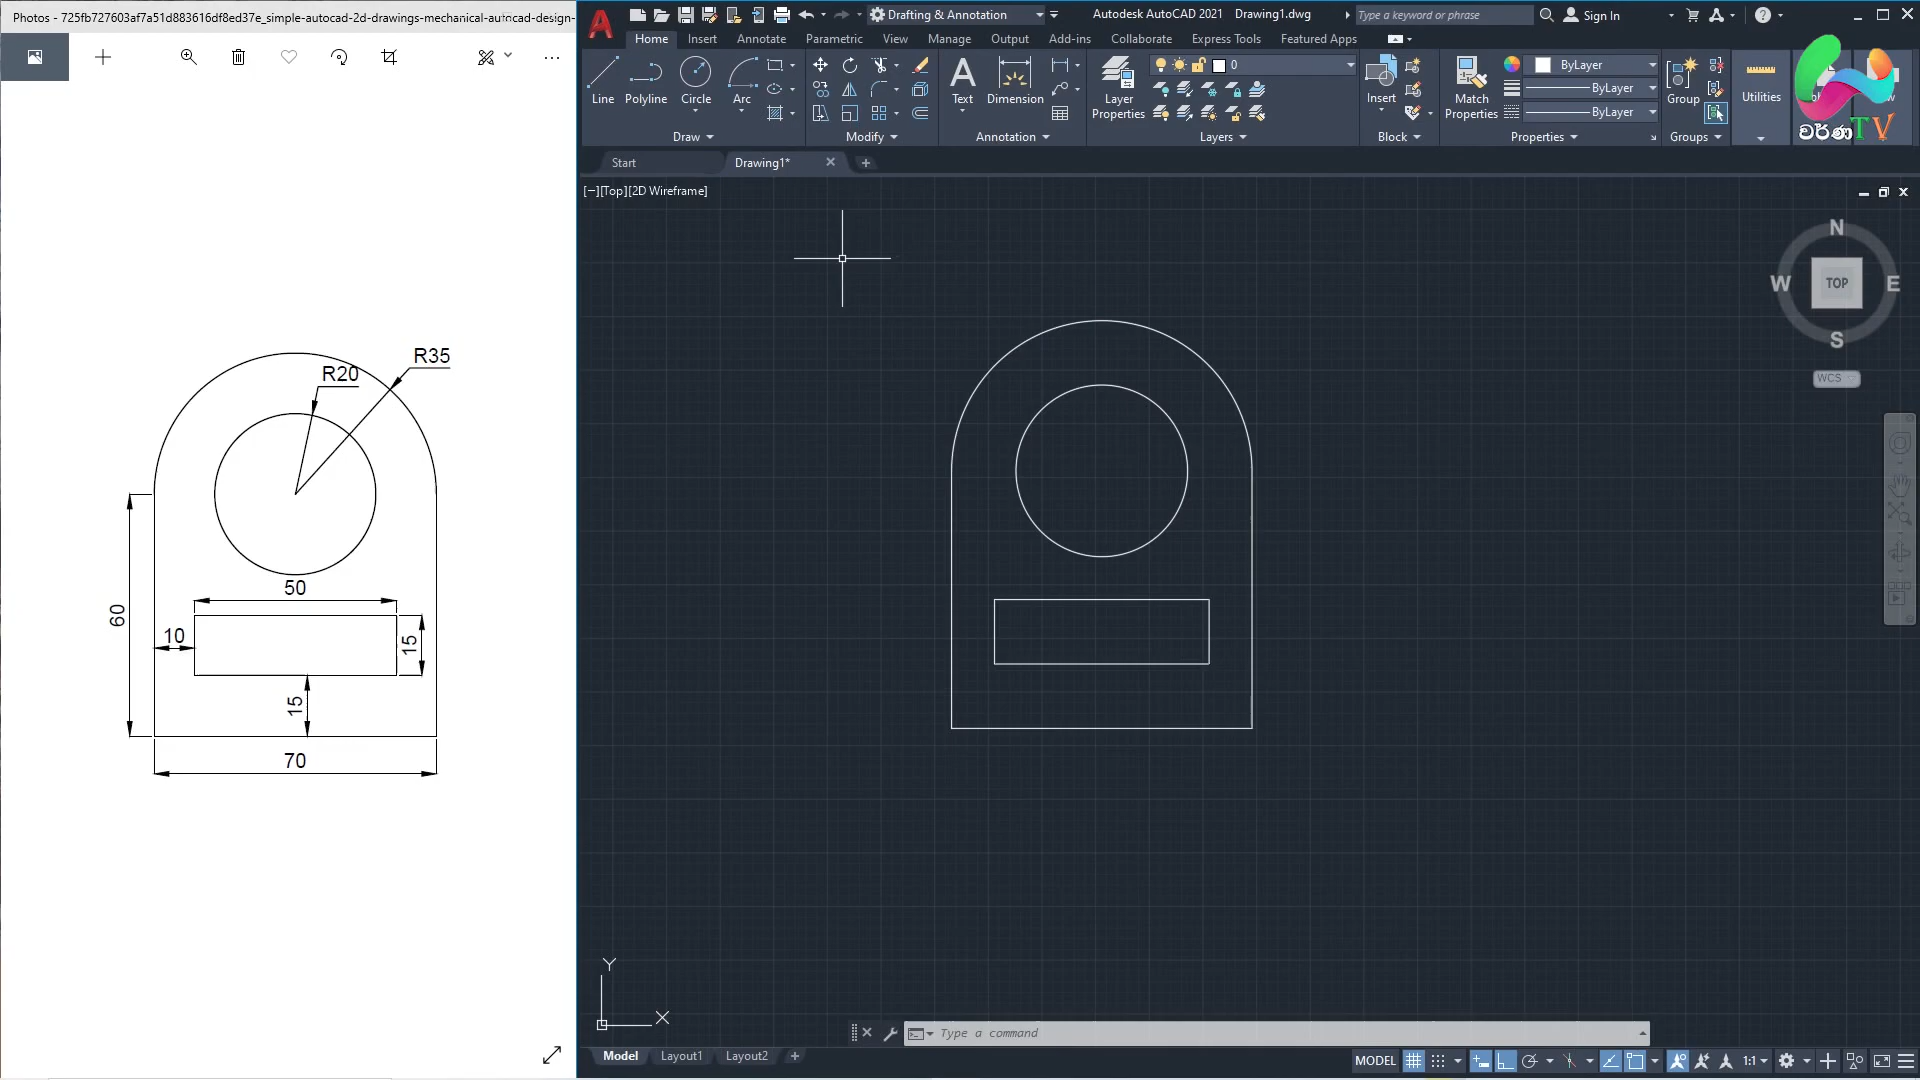 Photos - 725fb727603af7a51d883616df8ed37e_simple-autocad-2d-drawings-mechanical-autocad-design-
Drafting & Annotation
Autodesk AutoCAD 2021 Drawing1.dwg
Type a keyword or phrase
Sign In
Home Insert Annotate Parametric View Manage Output Add-ins Collaborate Express Tools Featured Apps
Line Polyline Circle Arc
Text Dimension
Layer Properties
0
Insert
Match Properties
ByLayer
ByLayer
ByLayer
Group
Utilities
Draw Modify Annotation Layers Block Properties Groups
වර්ණ TV
Start Drawing1*
[−][Top][2D Wireframe]
N
W TOP E
S
WCS
R35
R20
50
60
10
15
15
70
Y
X
Type a command
Model Layout1 Layout2
MODEL
1:1